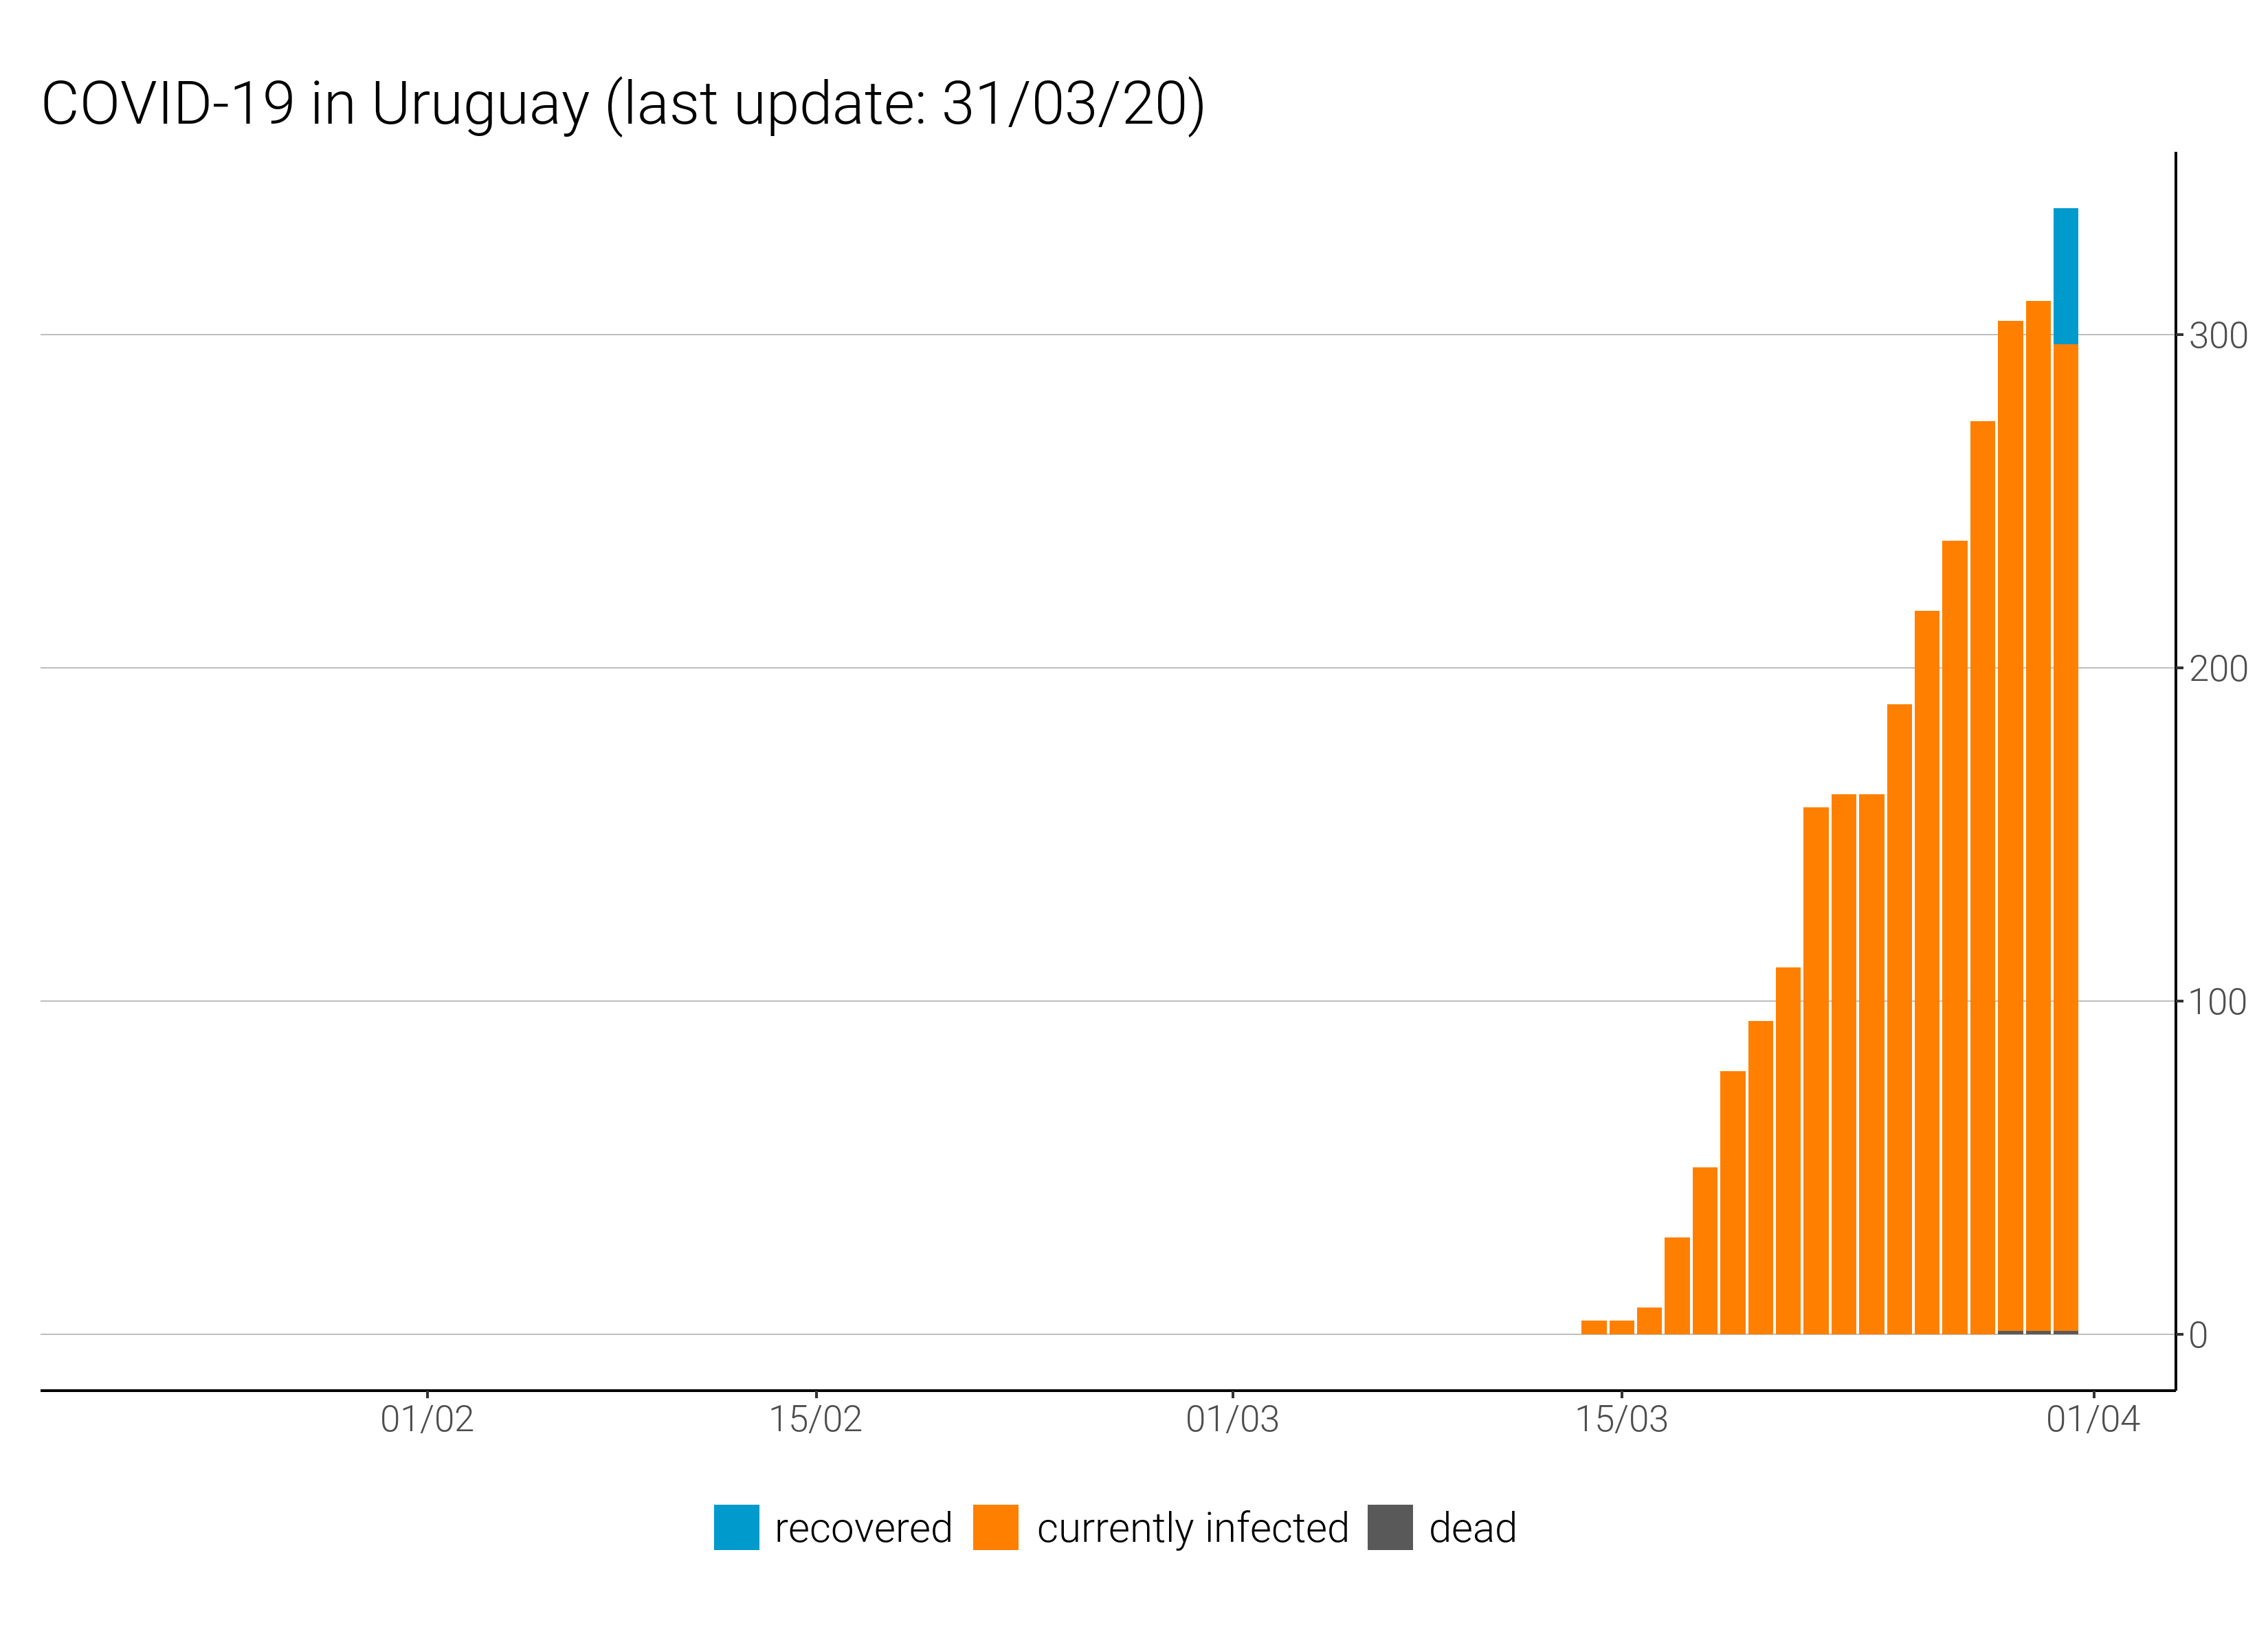 COVID-19 in Uruguay (last update: 31/03/20)
300
200
100
0
01/02 15/02 01/03 15/03 01/04
recovered currently infected dead